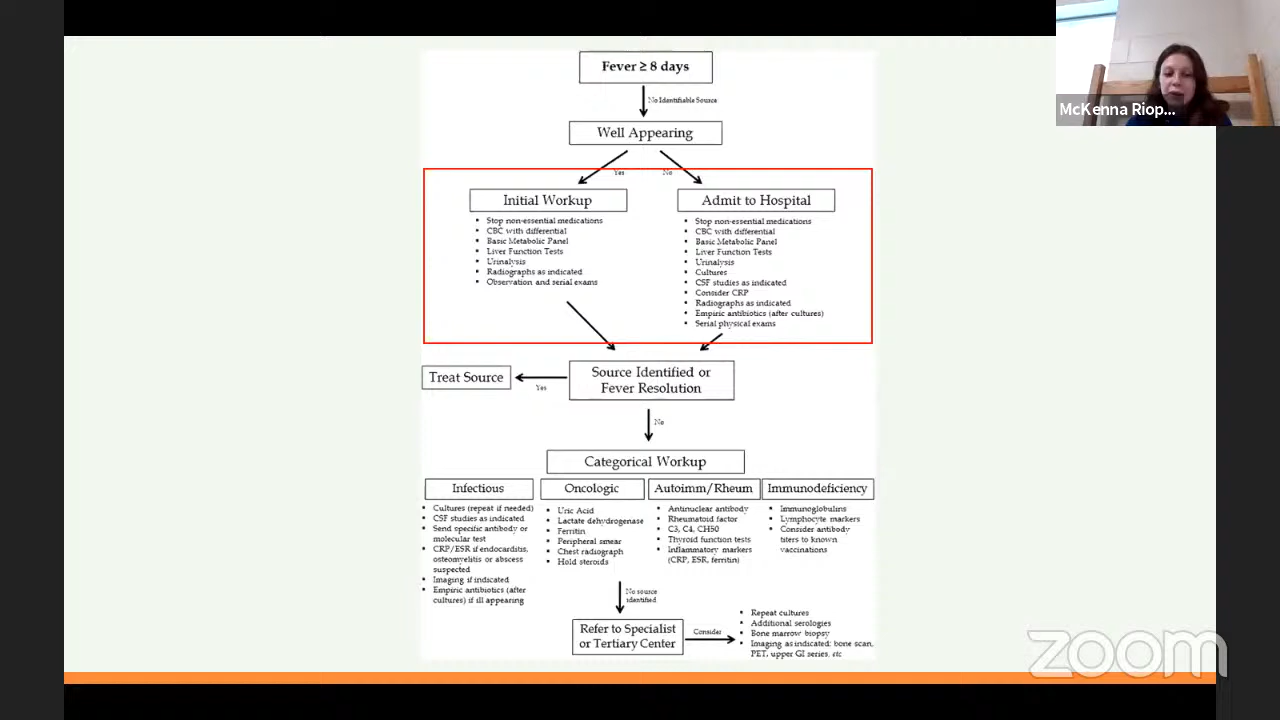 McKenna Riop...
Fever ≥ 8 days
No Identifiable Source
Well Appearing
Yes
No
Initial Workup
Stop non-essential medications
CBC with differential
Basic Metabolic Panel
Liver Function Tests
Urinalysis
Radiographs as indicated
Observation and serial exams
Admit to Hospital
Stop non-essential medications
CBC with differential
Basic Metabolic Panel
Liver Function Tests
Urinalysis
Cultures
CSF studies as indicated
Consider CRP
Radiographs as indicated
Empiric antibiotics (after cultures)
Serial physical exams
Source Identified or
Fever Resolution
Yes
Treat Source
No
Categorical Workup
Infectious
Cultures (repeat if needed)
CSF studies as indicated
Send specific antibody or
molecular test
CRP/ESR if endocarditis,
osteomyelitis or abscess
suspected
Imaging if indicated
Empiric antibiotics (after
cultures) if ill appearing
Oncologic
Uric Acid
Lactate dehydrogenase
Ferritin
Peripheral smear
Chest radiograph
Hold steroids
Autoimm/Rheum
Antinuclear antibody
Rheumatoid factor
C3, C4, CH50
Thyroid function tests
Inflammatory markers
(CRP, ESR, ferritin)
Immunodeficiency
Immunoglobulins
Lymphocyte markers
Consider antibody
titers to known
vaccinations
No source
identified
Refer to Specialist
or Tertiary Center
Consider
Repeat cultures
Additional serologies
Bone marrow biopsy
Imaging as indicated: bone scan,
PET, upper GI series, etc
zoom